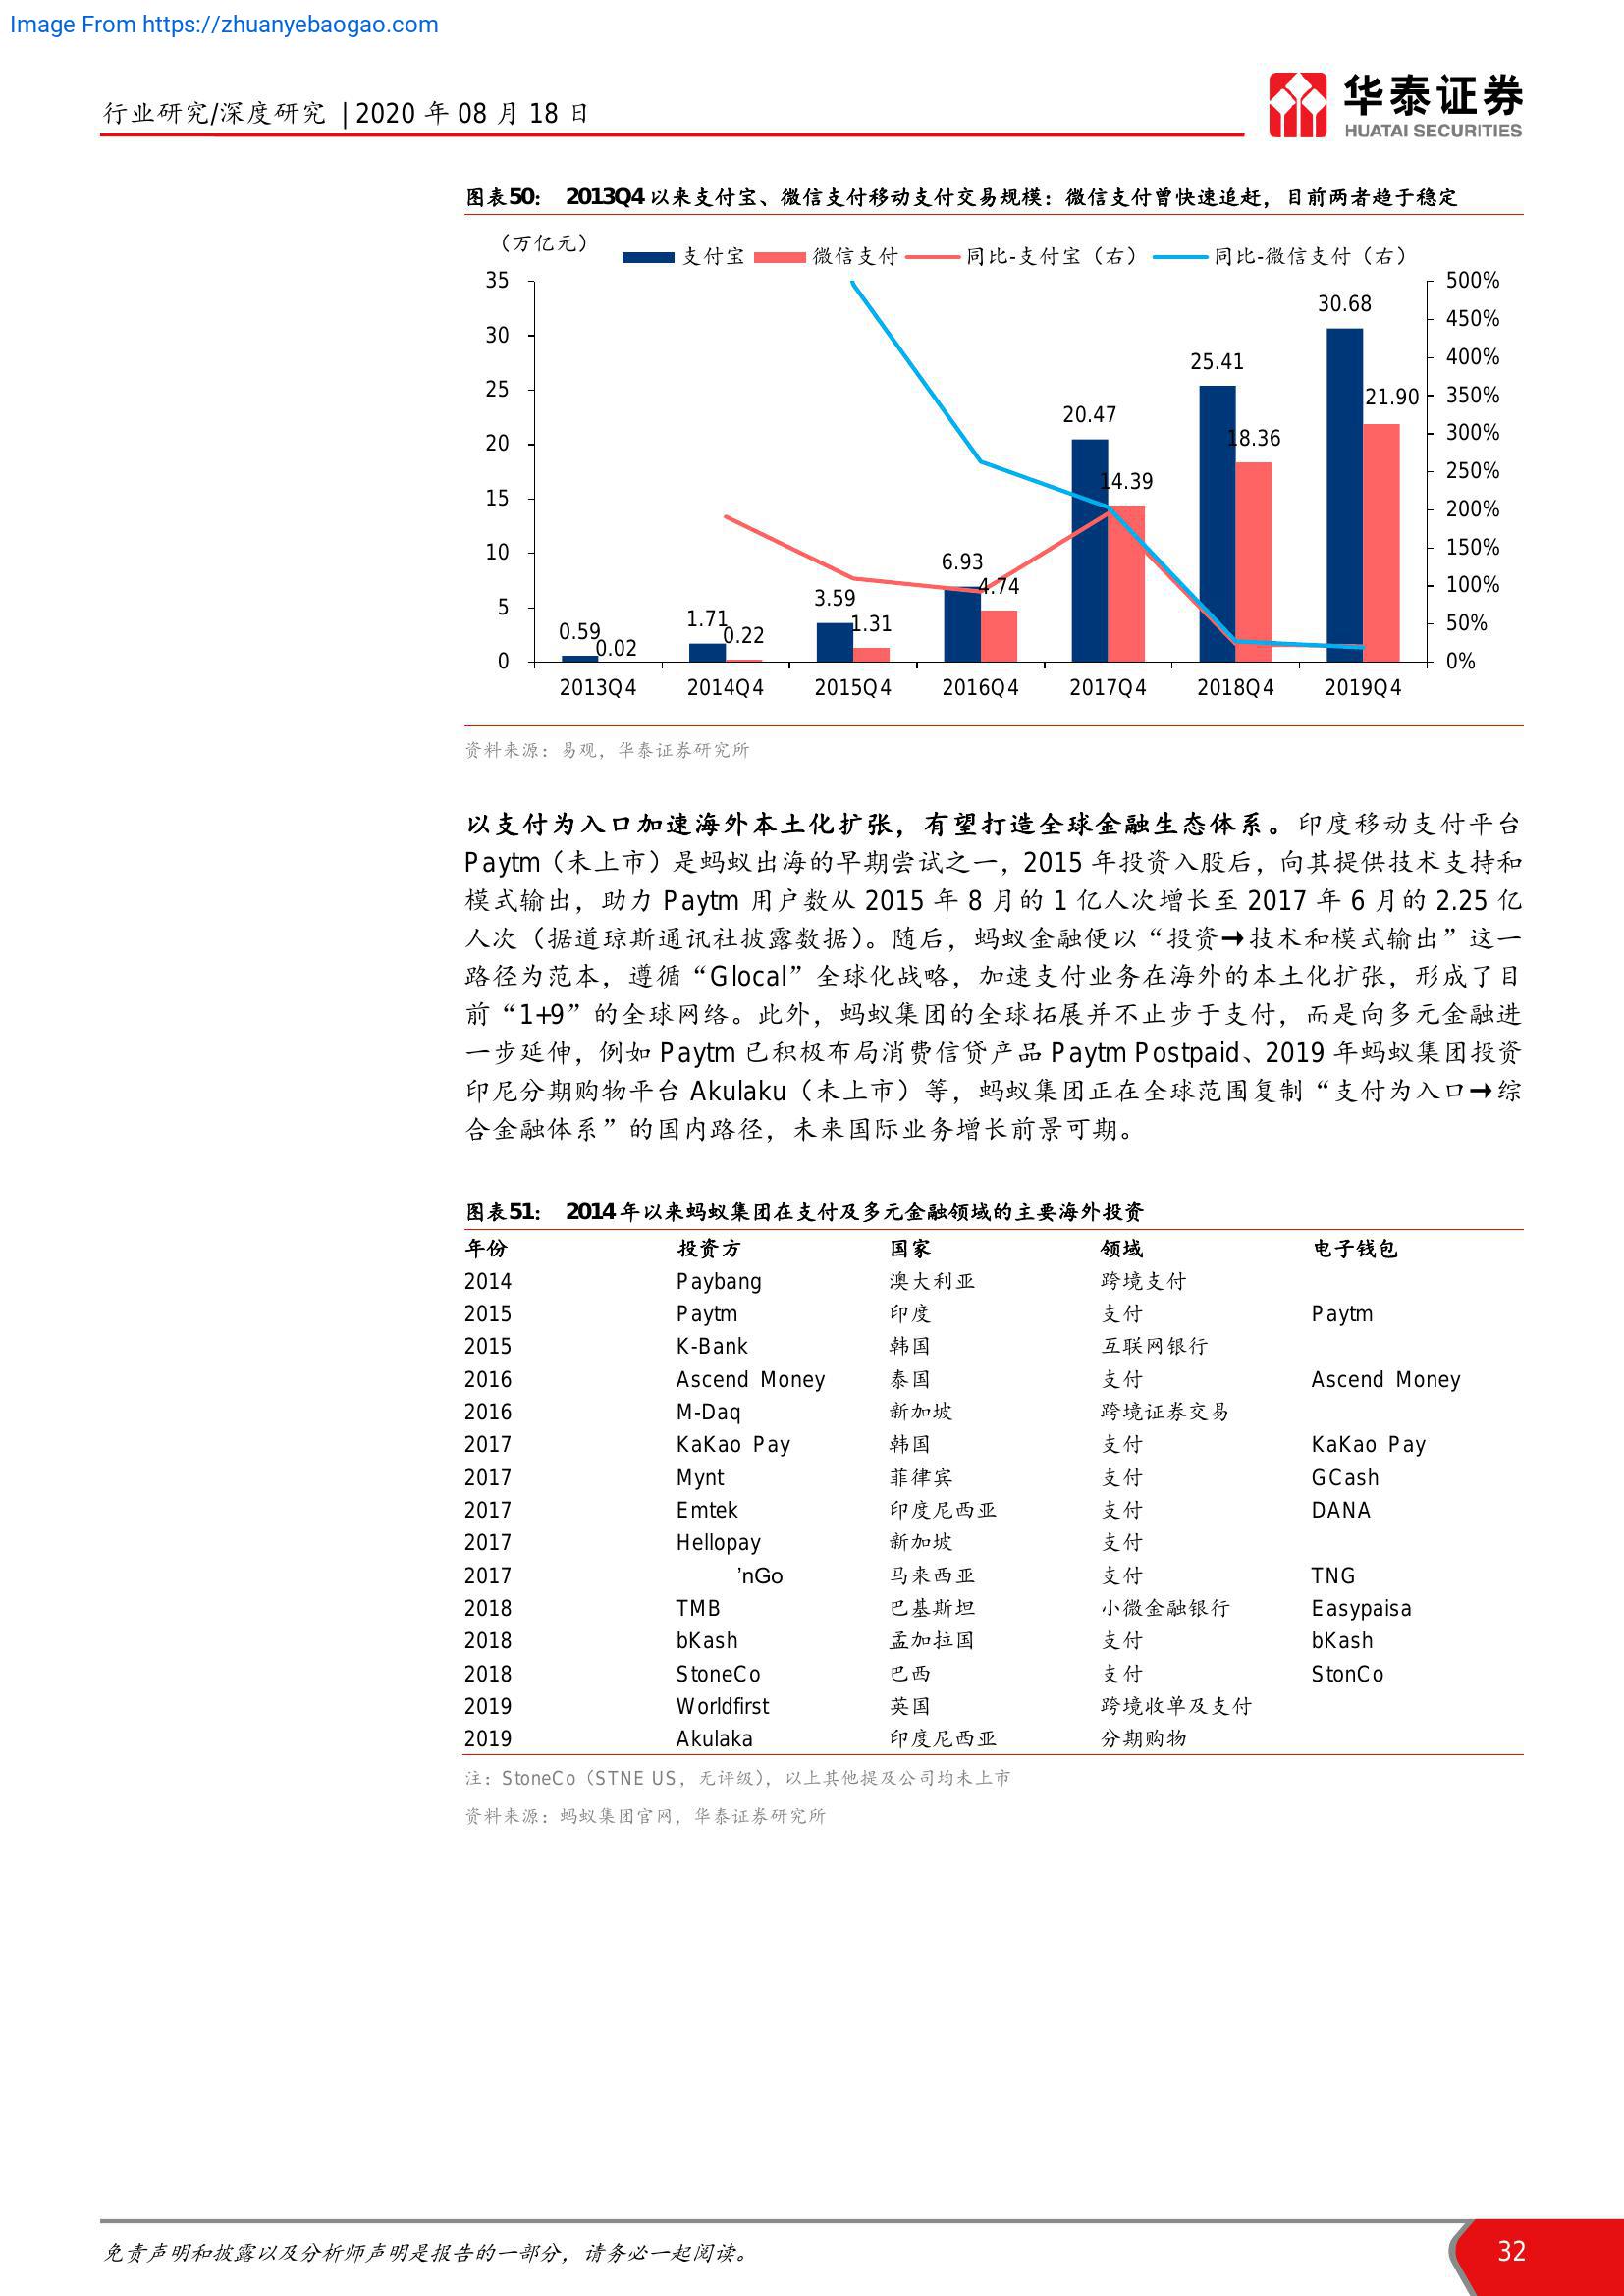 Image From https://zhuanyebaogao.com
行业研究/深度研究 | 2020 年 08 月 18 日
华泰证券
HUATAI SECURITIES
图表50： 2013Q4 以来支付宝、微信支付移动支付交易规模：微信支付曾快速追赶，目前两者趋于稳定
（万亿元）
支付宝 微信支付 同比-支付宝（右） 同比-微信支付（右）
35 500%
30.68
450%
30
400%
25.41
25 350%
21.90
20.47
300%
20
18.36
250%
14.39
15 200%
150%
10
6.93
100%
4.74
5
3.59
50%
1.71
1.31
0.59
0.22
0.02
0 0%
2013Q4 2014Q4 2015Q4 2016Q4 2017Q4 2018Q4 2019Q4
资料来源：易观，华泰证券研究所
以支付为入口加速海外本土化扩张，有望打造全球金融生态体系。印度移动支付平台
Paytm（未上市）是蚂蚁出海的早期尝试之一，2015 年投资入股后，向其提供技术支持和
模式输出，助力 Paytm 用户数从 2015 年 8 月的 1 亿人次增长至 2017 年 6 月的 2.25 亿
人次（据道琼斯通讯社披露数据）。随后，蚂蚁金融便以“投资→技术和模式输出”这一
路径为范本，遵循“Glocal”全球化战略，加速支付业务在海外的本土化扩张，形成了目
前“1+9”的全球网络。此外，蚂蚁集团的全球拓展并不止步于支付，而是向多元金融进
一步延伸，例如 Paytm 已积极布局消费信贷产品 Paytm Postpaid、2019 年蚂蚁集团投资
印尼分期购物平台 Akulaku（未上市）等，蚂蚁集团正在全球范围复制“支付为入口→综
合金融体系”的国内路径，未来国际业务增长前景可期。
图表51： 2014 年以来蚂蚁集团在支付及多元金融领域的主要海外投资
年份 投资方 国家 领域 电子钱包
2014 Paybang 澳大利亚 跨境支付
2015 Paytm 印度 支付 Paytm
2015 K-Bank 韩国 互联网银行
2016 Ascend Money 泰国 支付 Ascend Money
2016 M-Daq 新加坡 跨境证券交易
2017 KaKao Pay 韩国 支付 KaKao Pay
2017 Mynt 菲律宾 支付 GCash
2017 Emtek 印度尼西亚 支付 DANA
2017 Hellopay 新加坡 支付
2017 ’nGo 马来西亚 支付 TNG
2018 TMB 巴基斯坦 小微金融银行 Easypaisa
2018 bKash 孟加拉国 支付 bKash
2018 StoneCo 巴西 支付 StonCo
2019 Worldfirst 英国 跨境收单及支付
2019 Akulaka 印度尼西亚 分期购物
注：StoneCo（STNE US，无评级），以上其他提及公司均未上市
资料来源：蚂蚁集团官网，华泰证券研究所
免责声明和披露以及分析师声明是报告的一部分，请务必一起阅读。
32